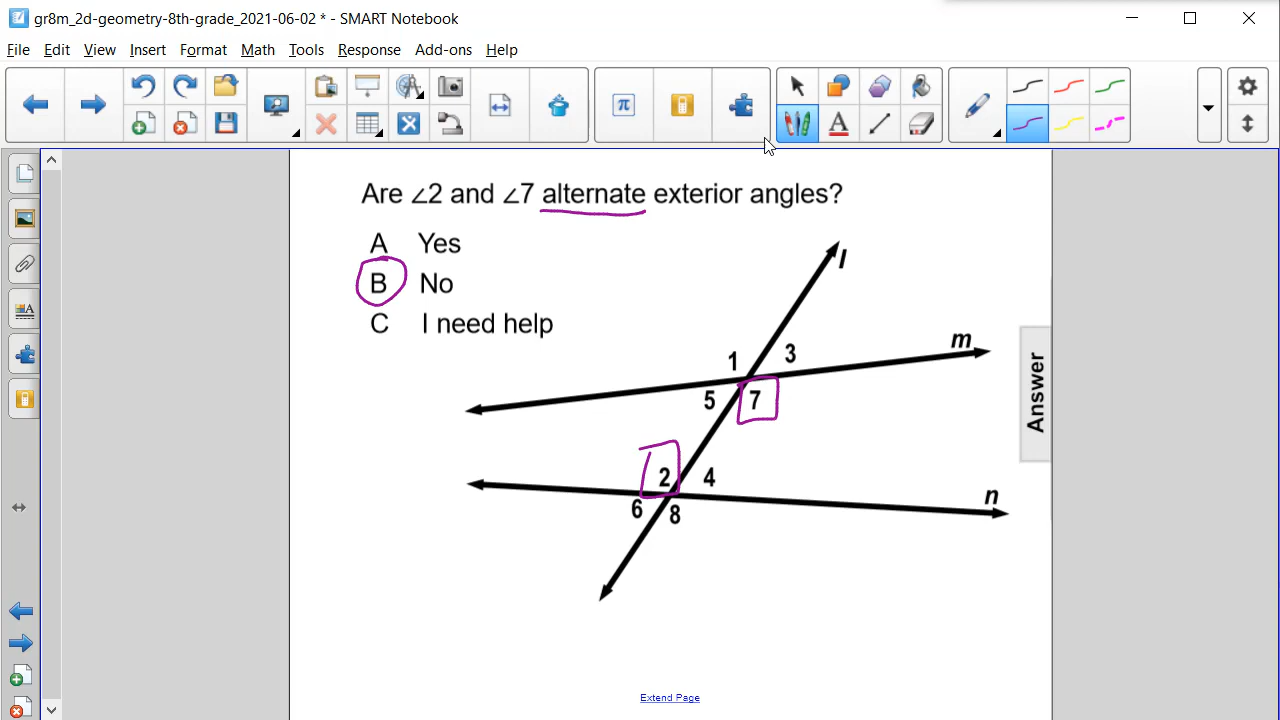 gr8m_2d-geometry-8th-grade_2021-06-02 * - SMART Notebook
File Edit View Insert Format Math Tools Response Add-ons Help
π
A
Are ∠2 and ∠7 alternate exterior angles?
A Yes
B No
C I need help
l
m
1 3
5 7
2 4
n
6 8
Answer
Extend Page